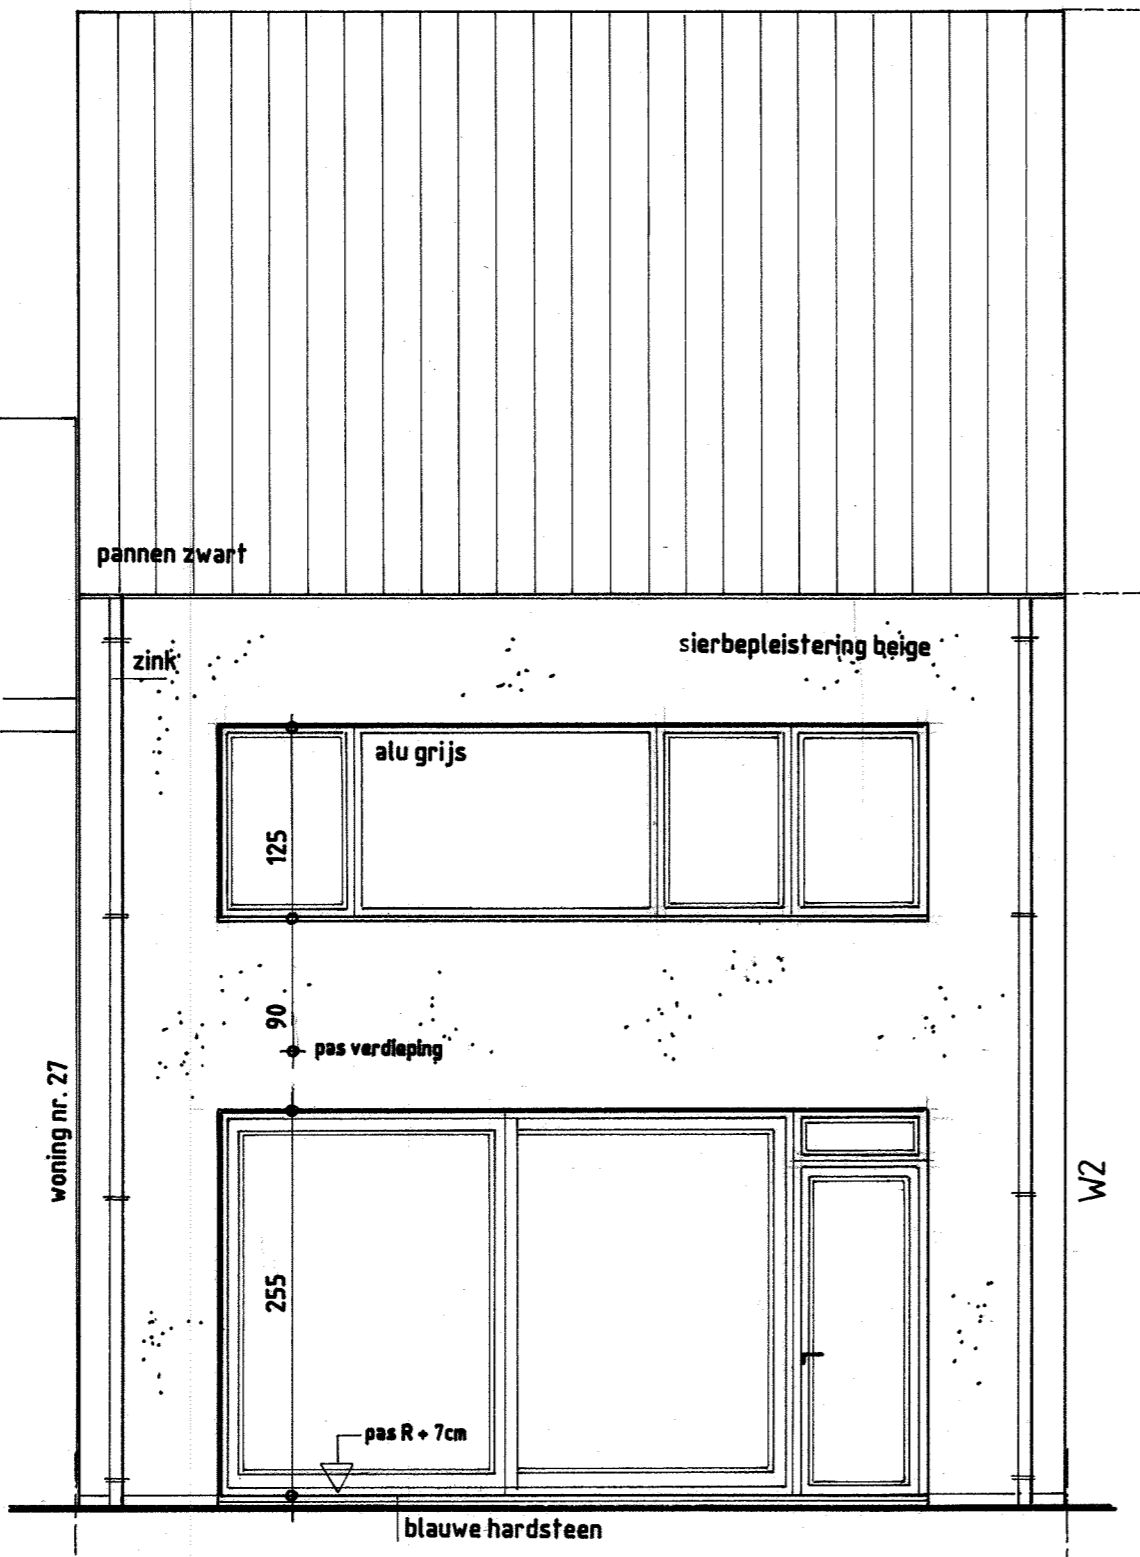 pannen zwart
zink
sierbepleistering beige
alu grijs
125
90
pas verdieping
woning nr. 27
W2
255
pas R + 7cm
blauwe hardsteen